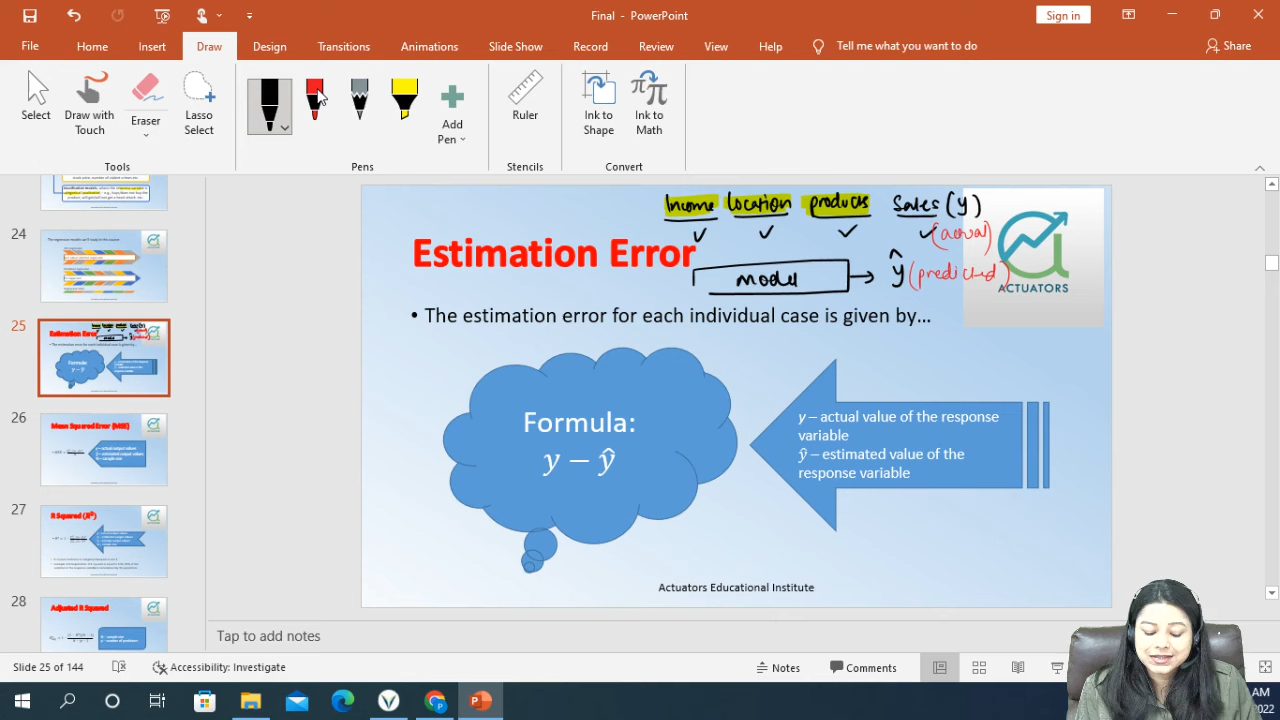 Final - PowerPoint
Sign in
File Home Insert Draw Design Transitions Animations Slide Show Record Review View Help Tell me what you want to do Share
Select
Draw with Touch
Eraser
Lasso Select
Add Pen
Ruler
Ink to Shape
Ink to Math
Tools Pens Stencils Convert
24
25
Estimation Error
26
Mean Squared Error (MSE)
27
R Squared (R²)
28
Adjusted R Squared
Income location products Sales (y)
(actual)
Estimation Error
model ŷ (predicted)
ACTUATORS
• The estimation error for each individual case is given by…
Formula:
y − ŷ
y – actual value of the response
variable
ŷ – estimated value of the
response variable
Actuators Educational Institute
Tap to add notes
Slide 25 of 144 Accessibility: Investigate Notes Comments
AM
2022